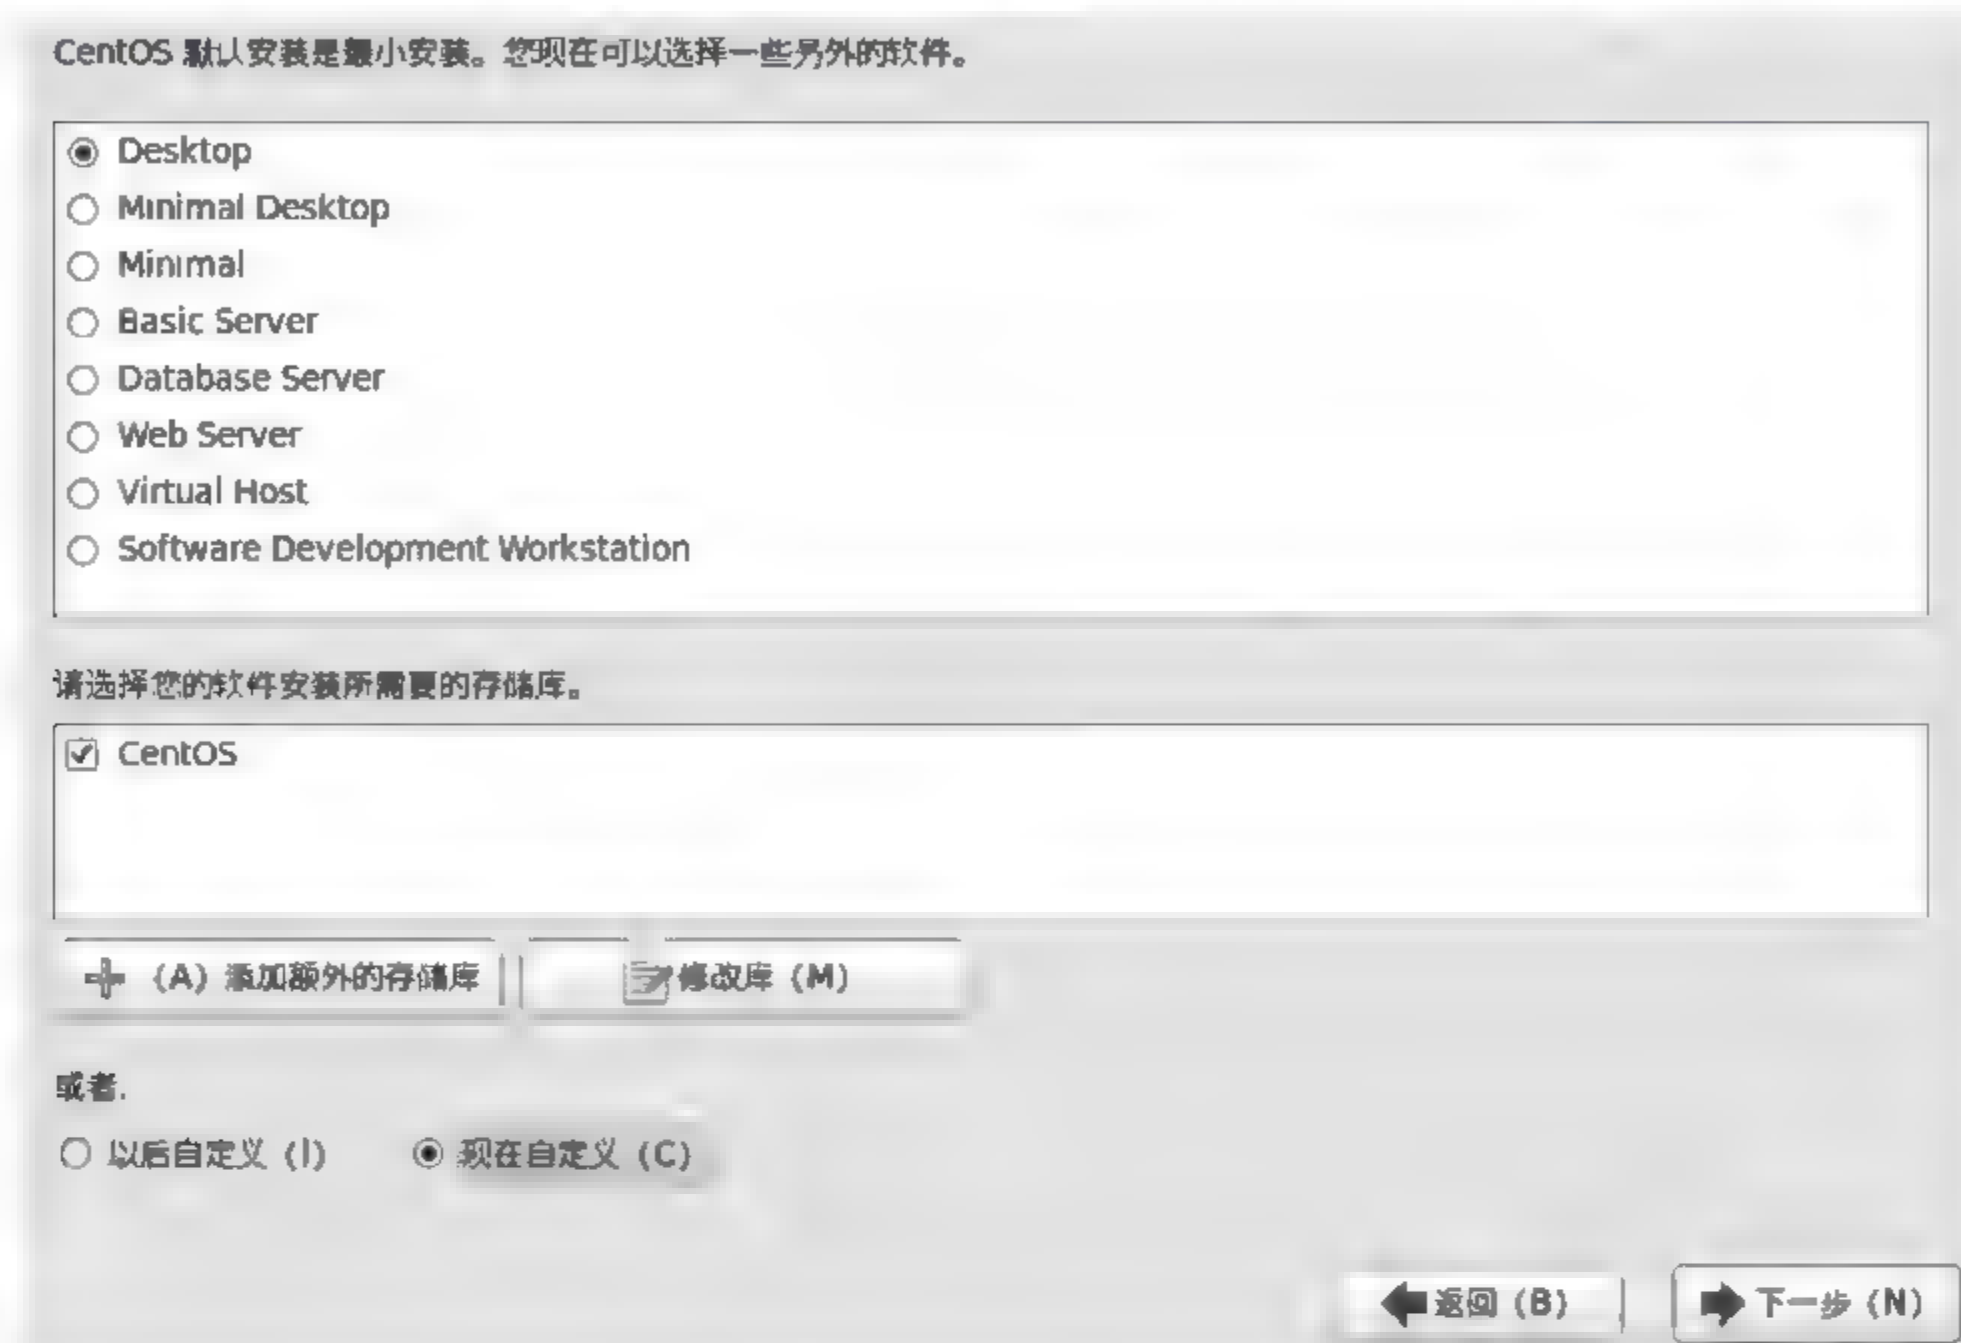 CentOS 默认安装是最小安装。您现在可以选择一些另外的软件。
Desktop
Minimal Desktop
Minimal
Basic Server
Database Server
Web Server
Virtual Host
Software Development Workstation
请选择您的软件安装所需要的存储库。
CentOS
(A) 添加额外的存储库 修改库 (M)
或者.
以后自定义 (l) 现在自定义 (C)
返回 (B) 下一步 (N)